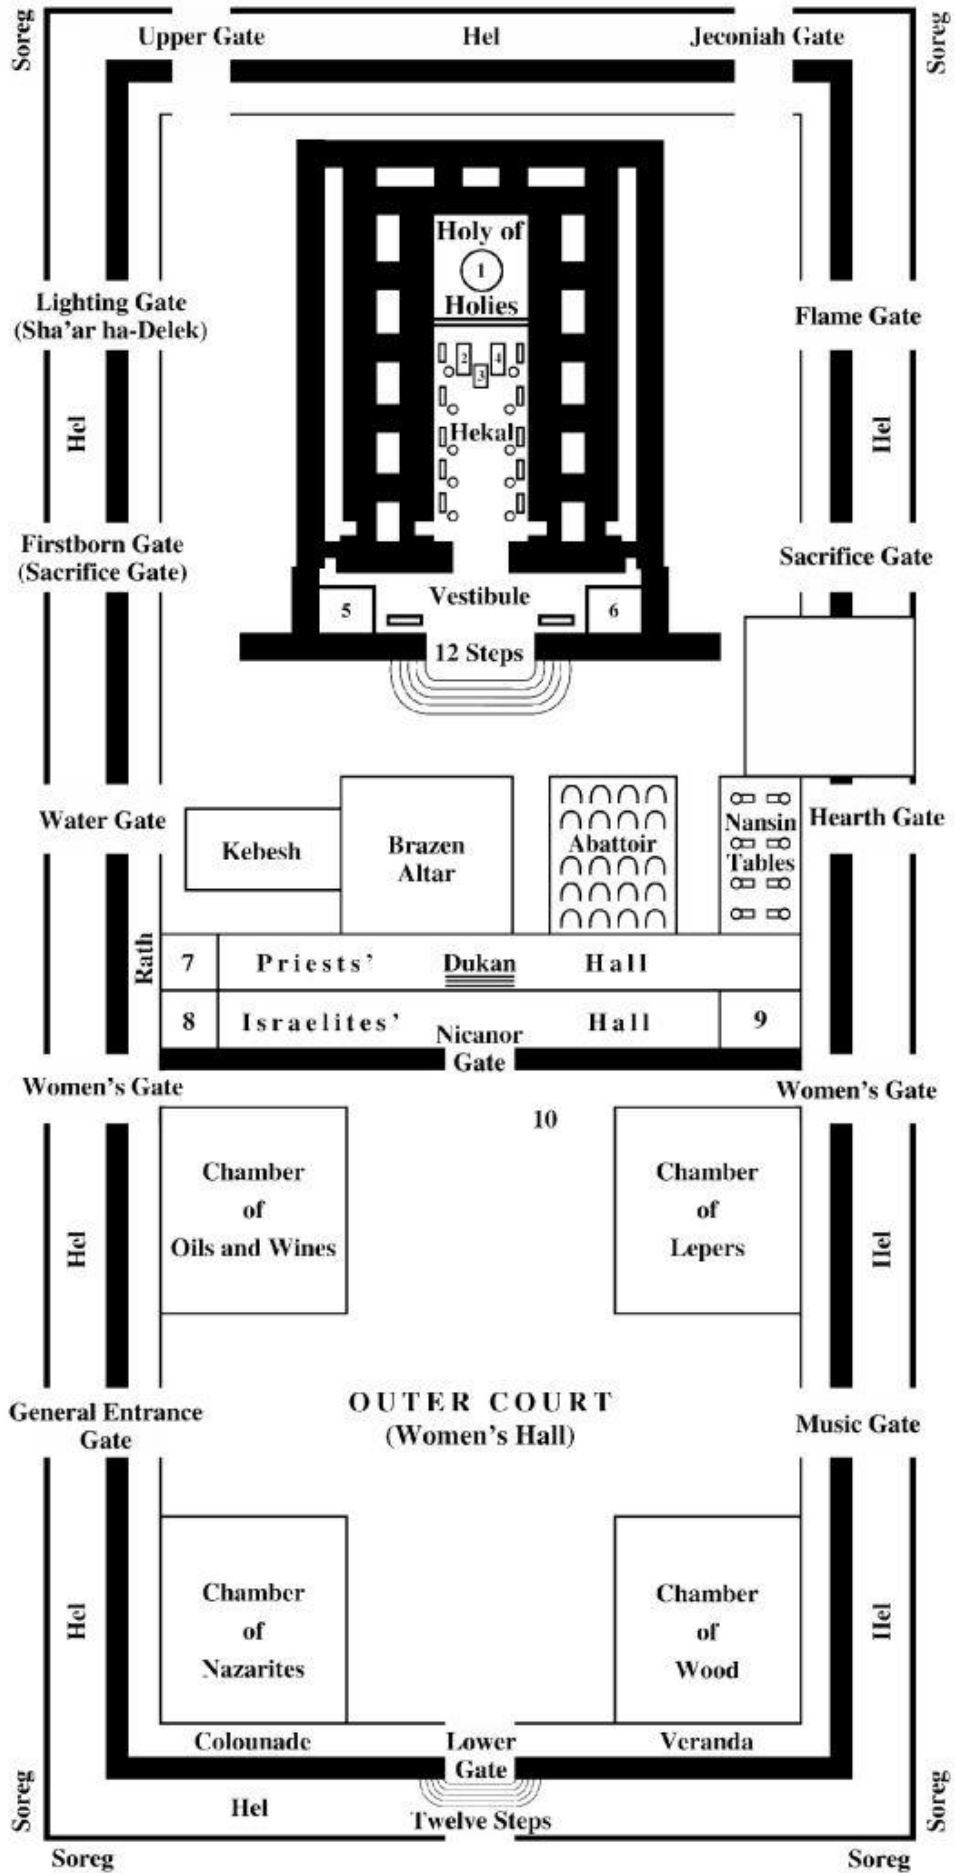 Soreg
Soreg
Upper Gate
Hel
Jeconiah Gate
Holy of
1
Holies
Lighting Gate
(Sha'ar ha-Delek)
Flame Gate
2
4
3
Hel
Hekal
Hel
Firstborn Gate
(Sacrifice Gate)
Sacrifice Gate
Vestibule
5
6
12 Steps
Water Gate
Kebesh
Brazen
Altar
Abattoir
Nansin
Tables
Hearth Gate
Rath
7
Priests'
Dukan
Hall
8
Israelites'
Hall
9
Nicanor
Gate
Women's Gate
Women's Gate
10
Chamber
of
Oils and Wines
Chamber
of
Lepers
Hel
Hel
OUTER COURT
(Women's Hall)
General Entrance
Gate
Music Gate
Chamber
of
Nazarites
Chamber
of
Wood
Hel
Hel
Colounade
Lower
Gate
Veranda
Soreg
Hel
Twelve Steps
Soreg
Soreg
Soreg